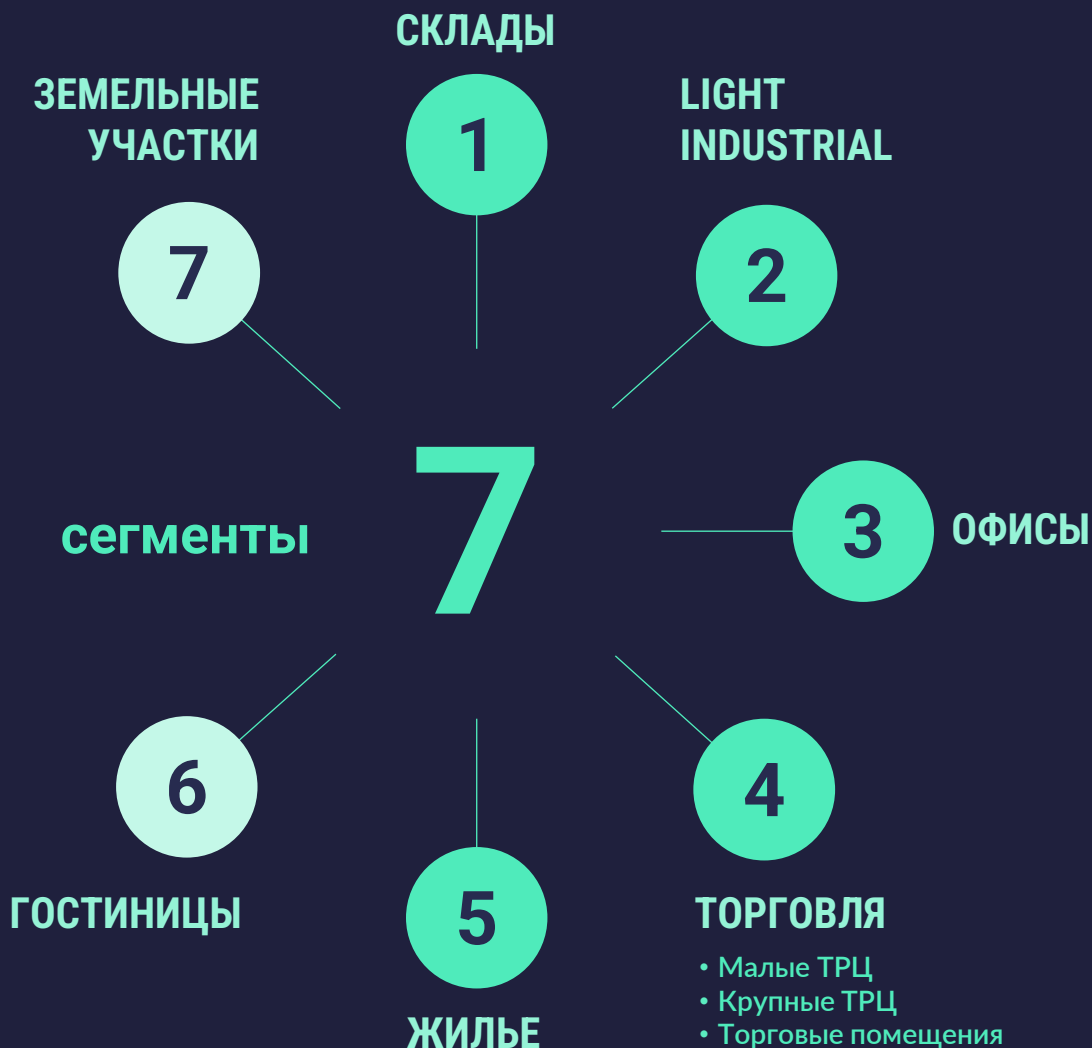 СКЛАДЫ
1
LIGHT
INDUSTRIAL
2
3
ОФИСЫ
4
ТОРГОВЛЯ
• Малые ТРЦ
• Крупные ТРЦ
• Торговые помещения
5
ЖИЛЬЕ
6
ГОСТИНИЦЫ
ЗЕМЕЛЬНЫЕ
УЧАСТКИ
7
7
сегменты